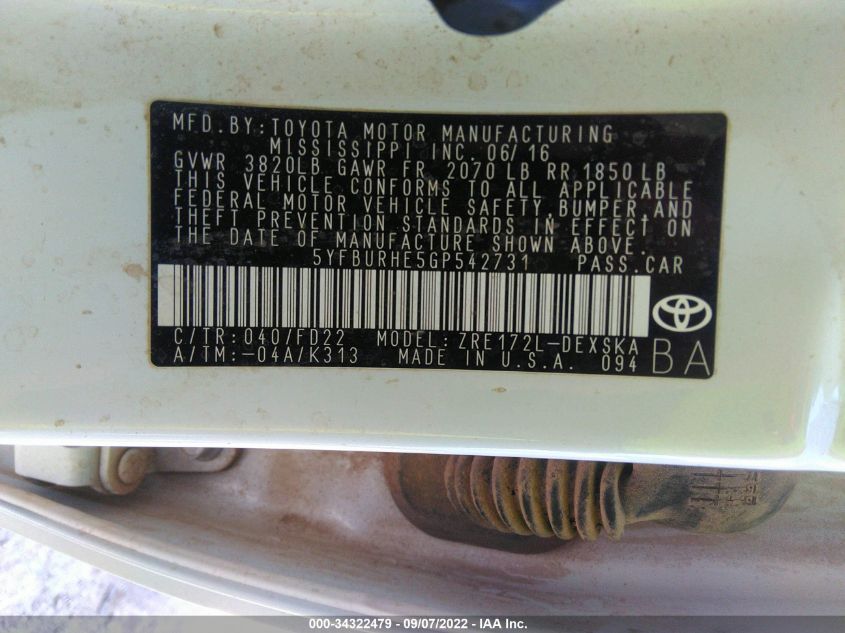 MFD.BY:TOYOTA MOTOR MANUFACTURING
MISSISSIPPI, INC. 06/16
GVWR 3820LB GAWR FR 2070 LB RR 1850 LB
THIS VEHICLE CONFORMS TO ALL APPLICABLE
FEDERAL MOTOR VEHICLE SAFETY,BUMPER,AND
THEFT PREVENTION STANDARDS IN EFFECT ON
THE DATE OF MANUFACTURE SHOWN ABOVE.
5YFBURHE5GP542731 PASS.CAR
C/TR:040/FD22 MODEL:ZRE172L-DEXSKA
A/TM:-04A/K313 MADE IN U.S.A. 094
BA
000-34322479 - 09/07/2022 - IAA Inc.